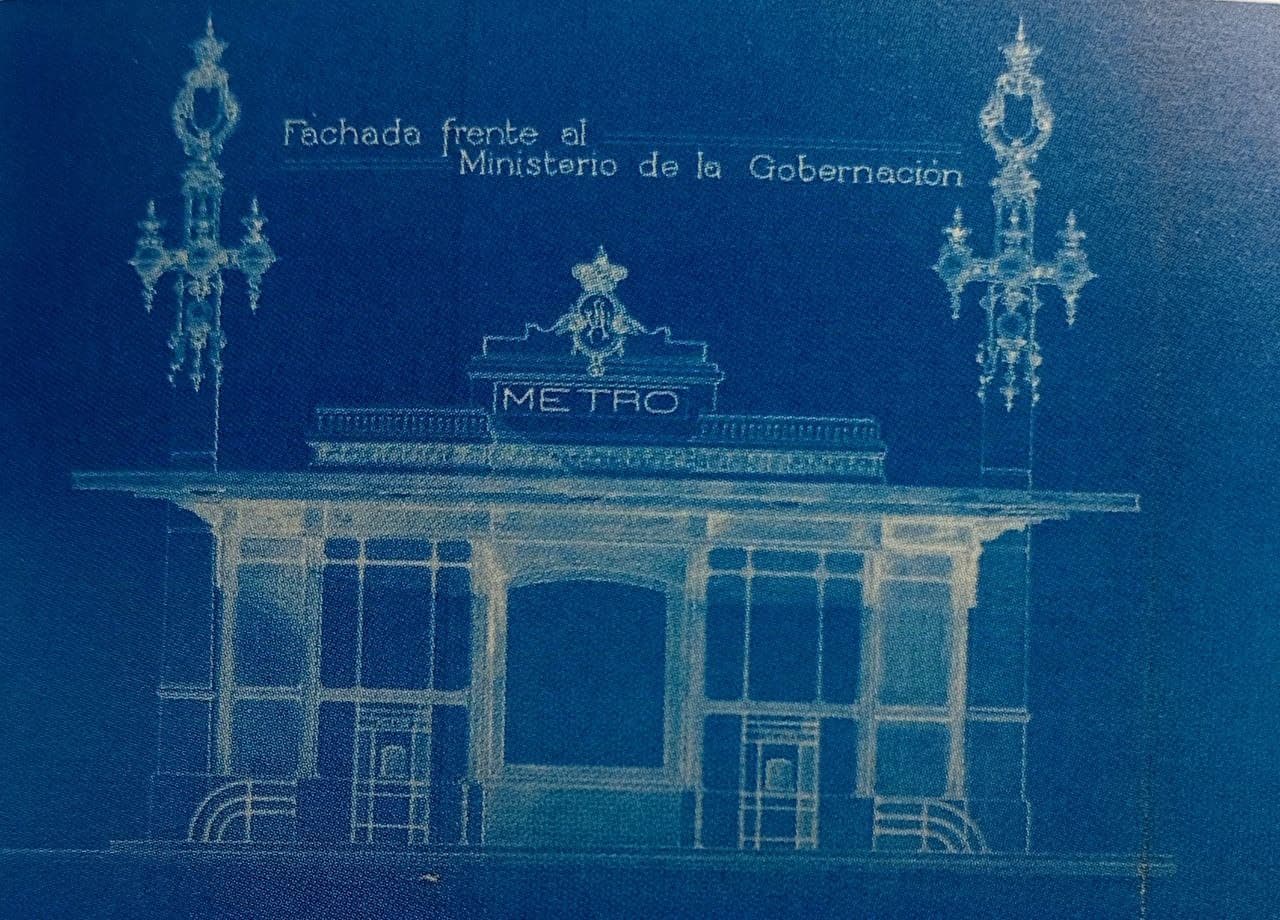 Fachada frente al
Ministerio de la Gobernación
METRO